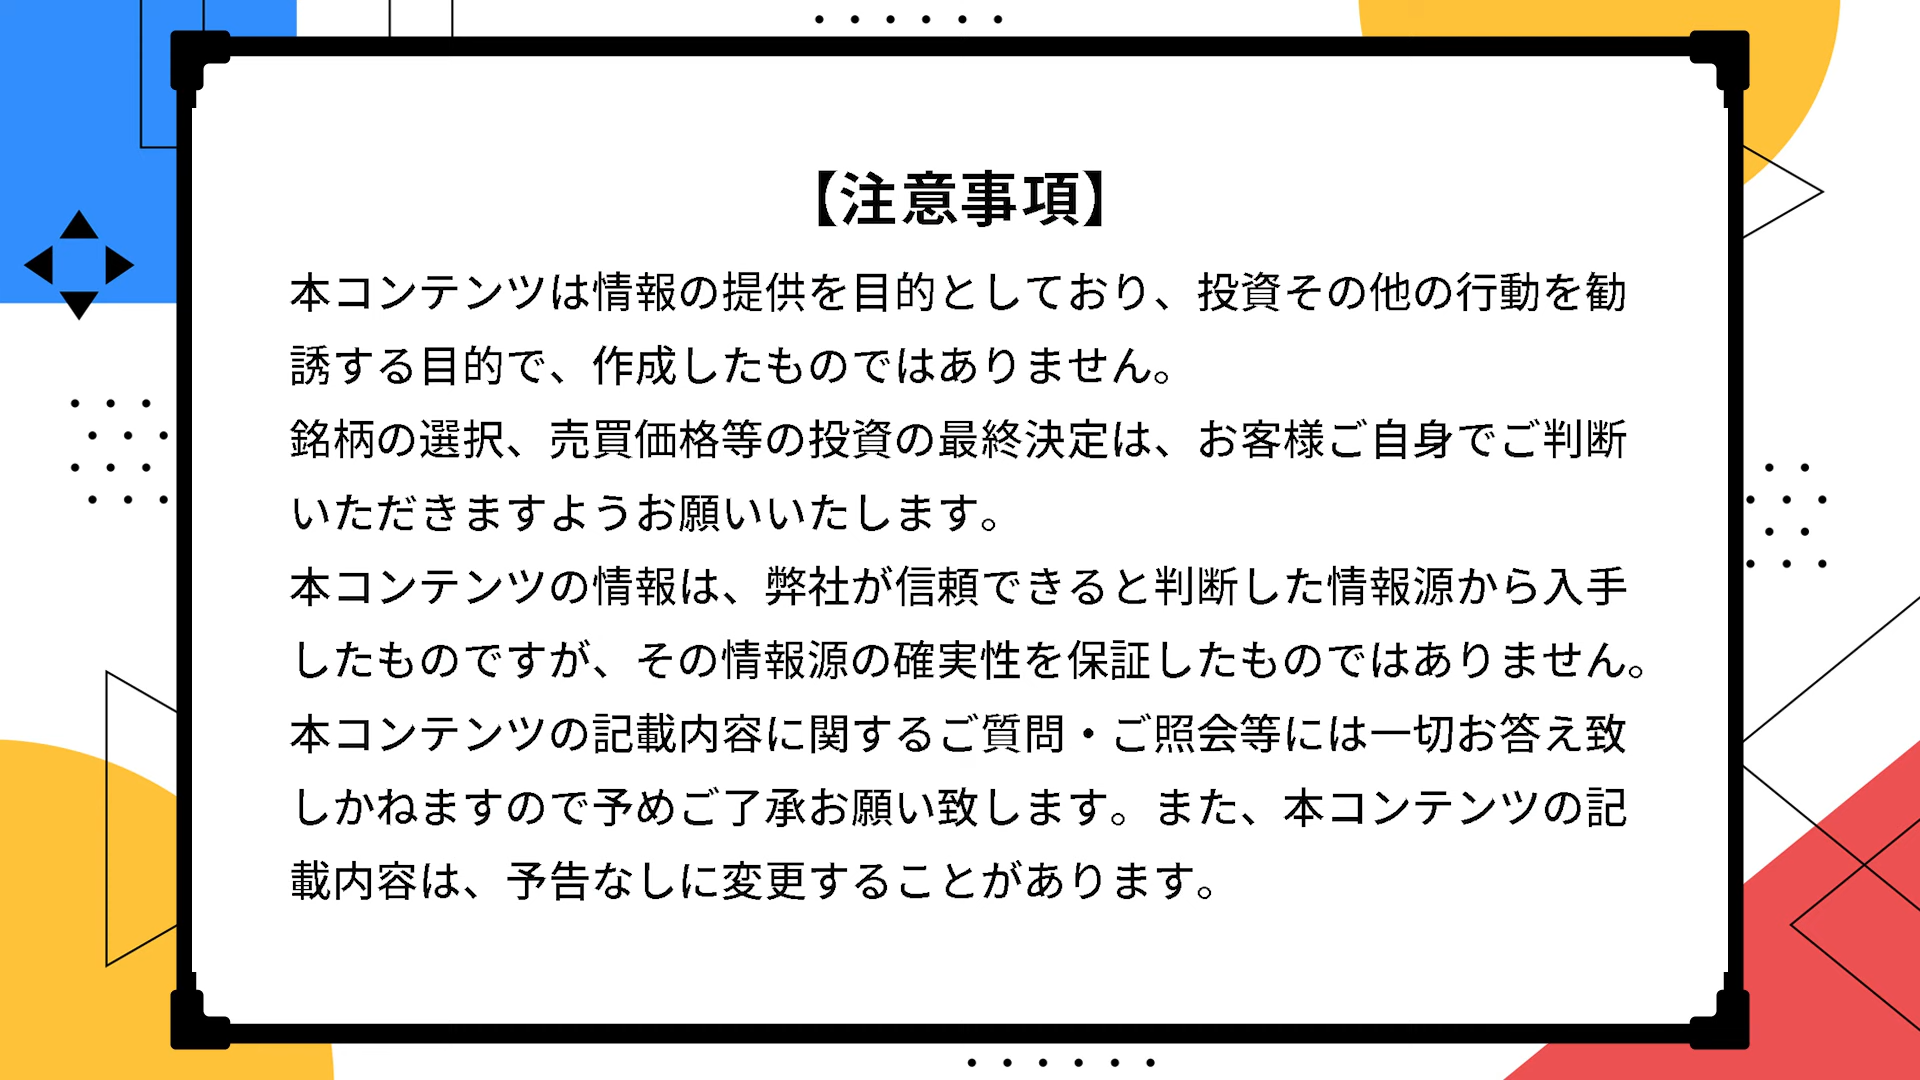 【注意事項】
本コンテンツは情報の提供を目的としており、投資その他の行動を勧
誘する目的で、作成したものではありません。
銘柄の選択、売買価格等の投資の最終決定は、お客様ご自身でご判断
いただきますようお願いいたします。
本コンテンツの情報は、弊社が信頼できると判断した情報源から入手
したものですが、その情報源の確実性を保証したものではありません。
本コンテンツの記載内容に関するご質問・ご照会等には一切お答え致
しかねますので予めご了承お願い致します。また、本コンテンツの記
載内容は、予告なしに変更することがあります。